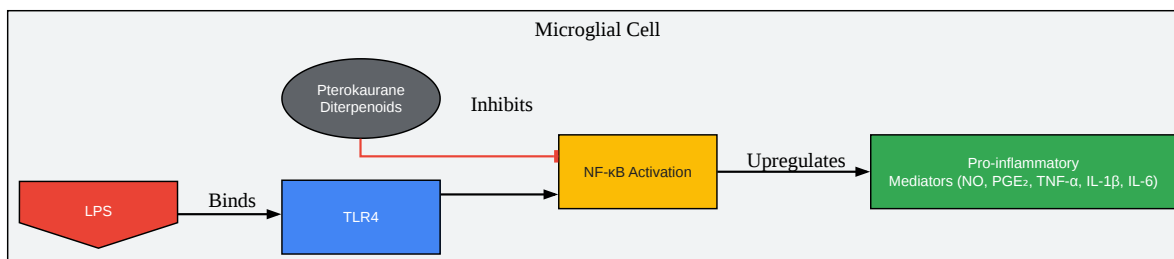 Microglial Cell
Pterokaurane
Diterpenoids
Inhibits
LPS
Binds
TLR4
NF-κB Activation
Upregulates
Pro-inflammatory
Mediators (NO, PGE₂, TNF-α, IL-1β, IL-6)